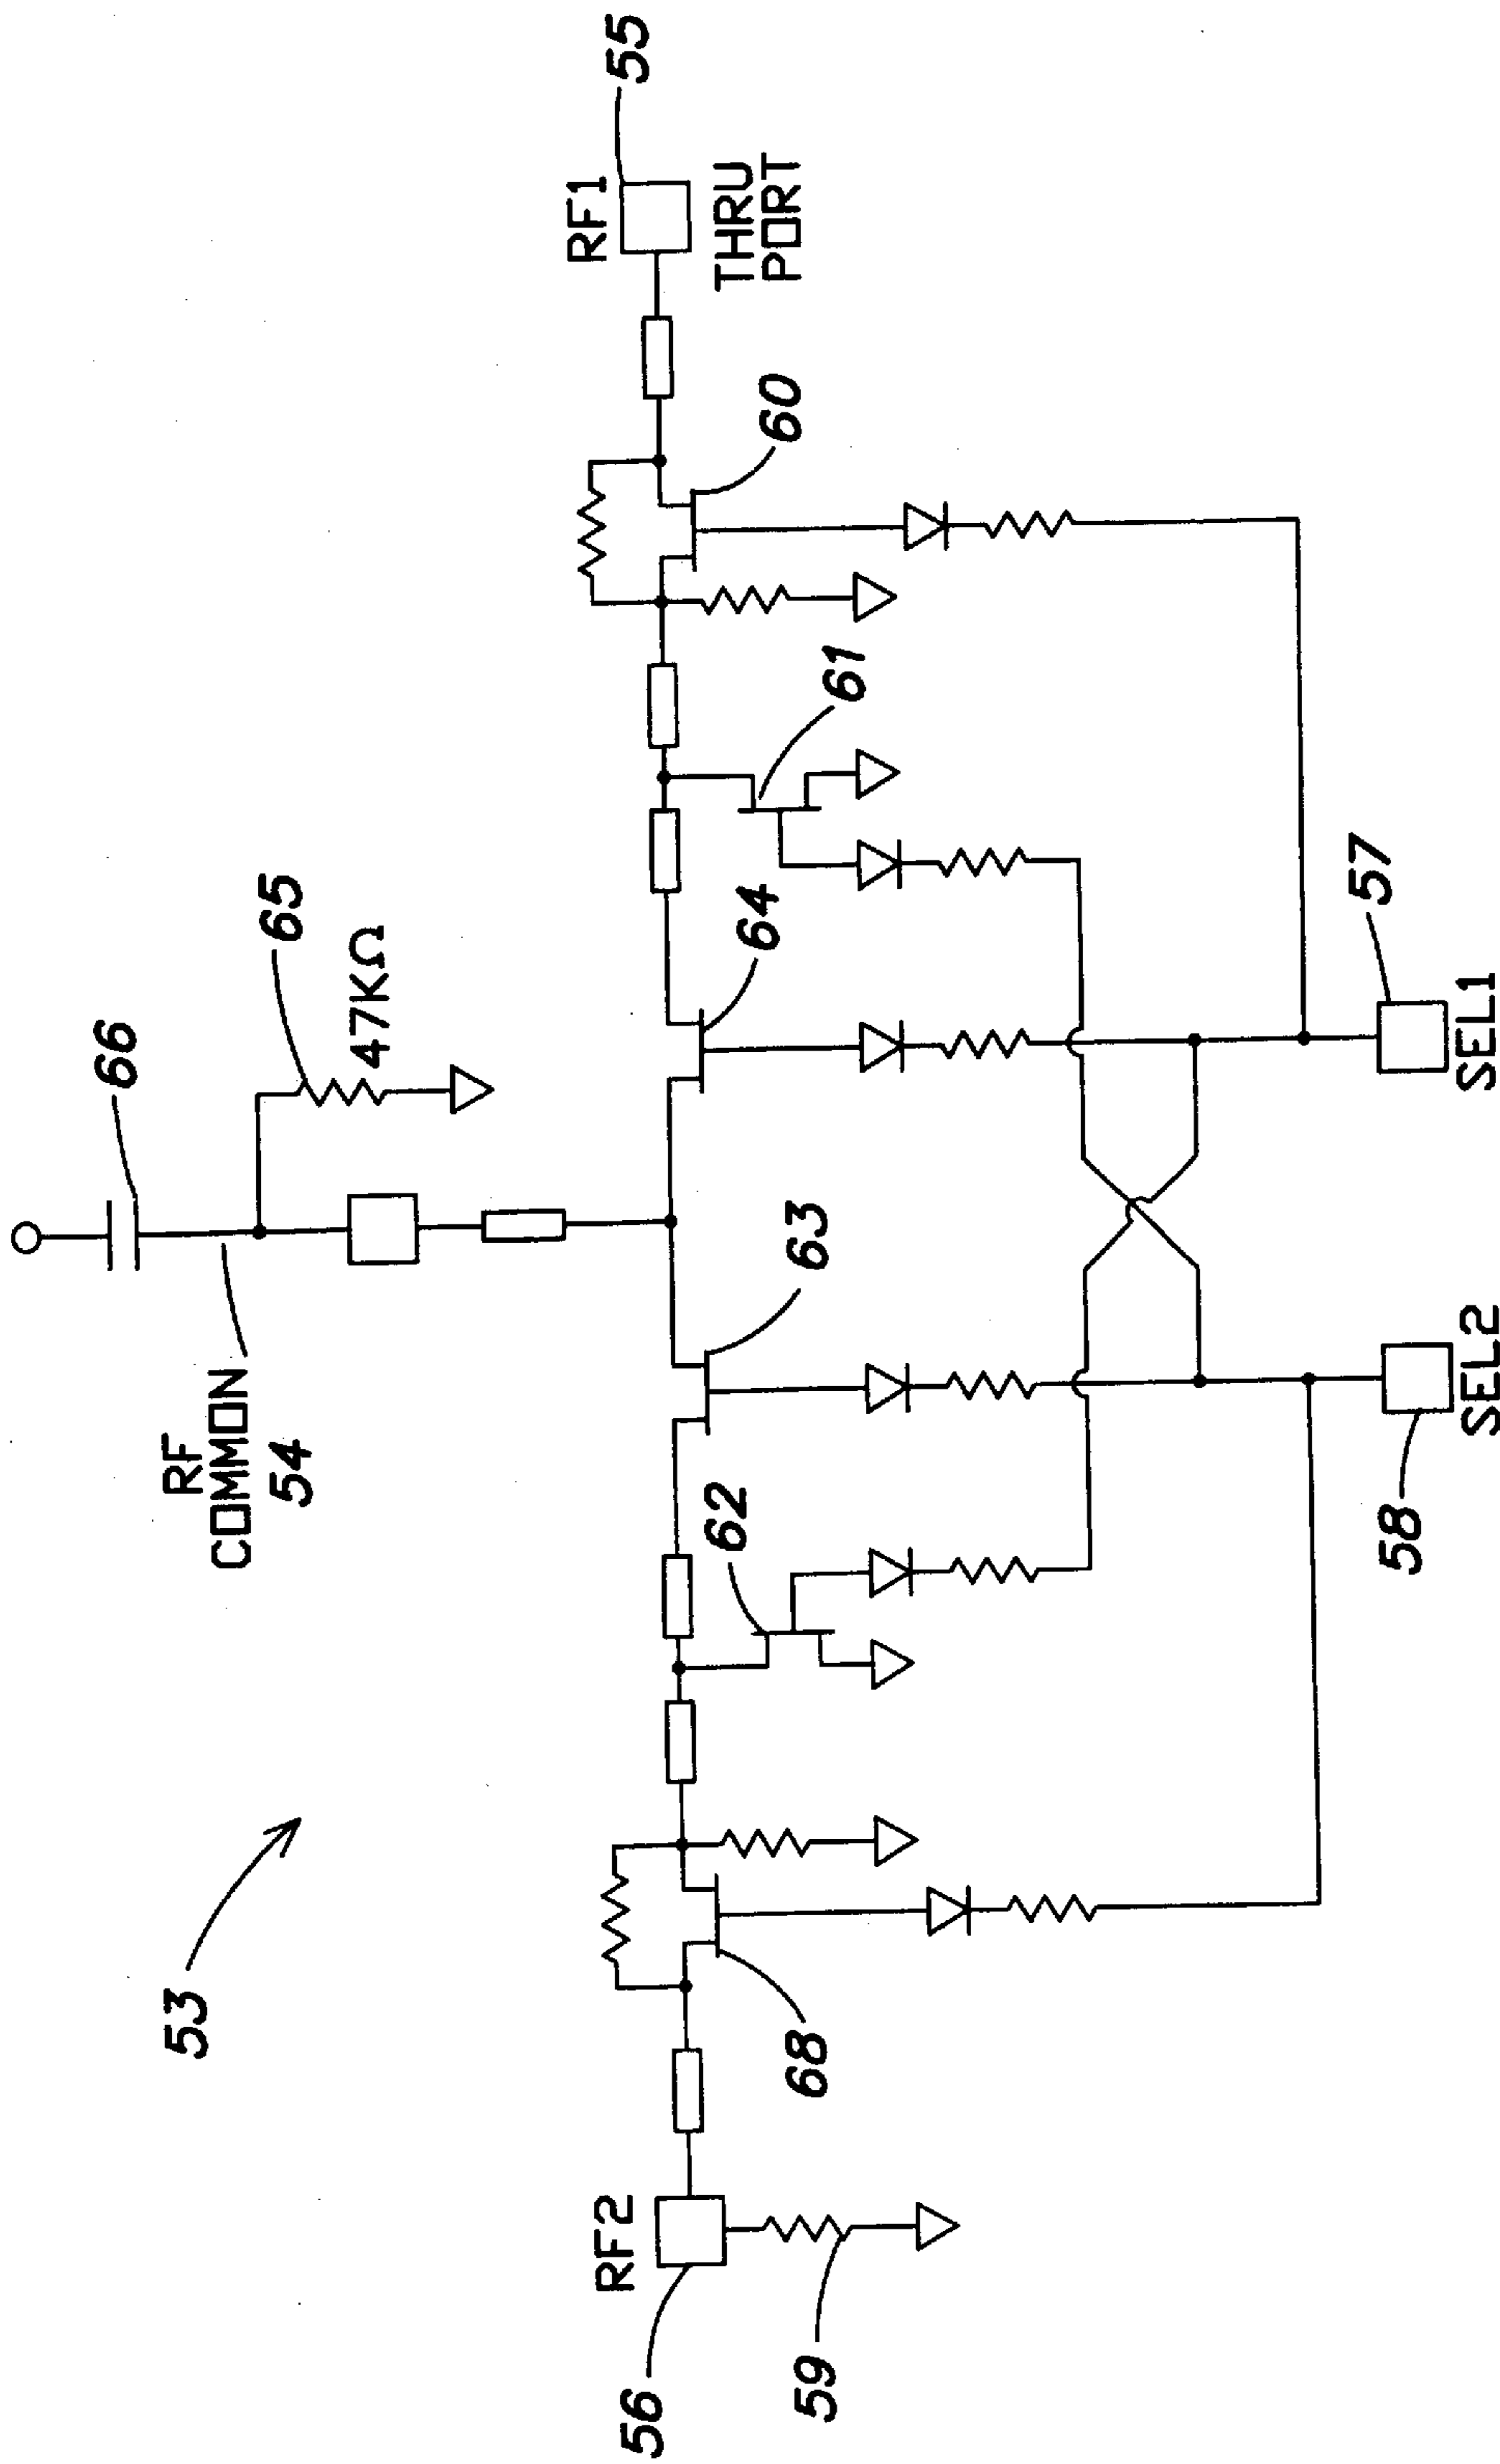 66
65
47KΩ
RF
COMMON
54
53
RF1
55
THRU
PORT
60
61
64
63
62
68
RF2
56
59
57
SEL1
58
SEL2